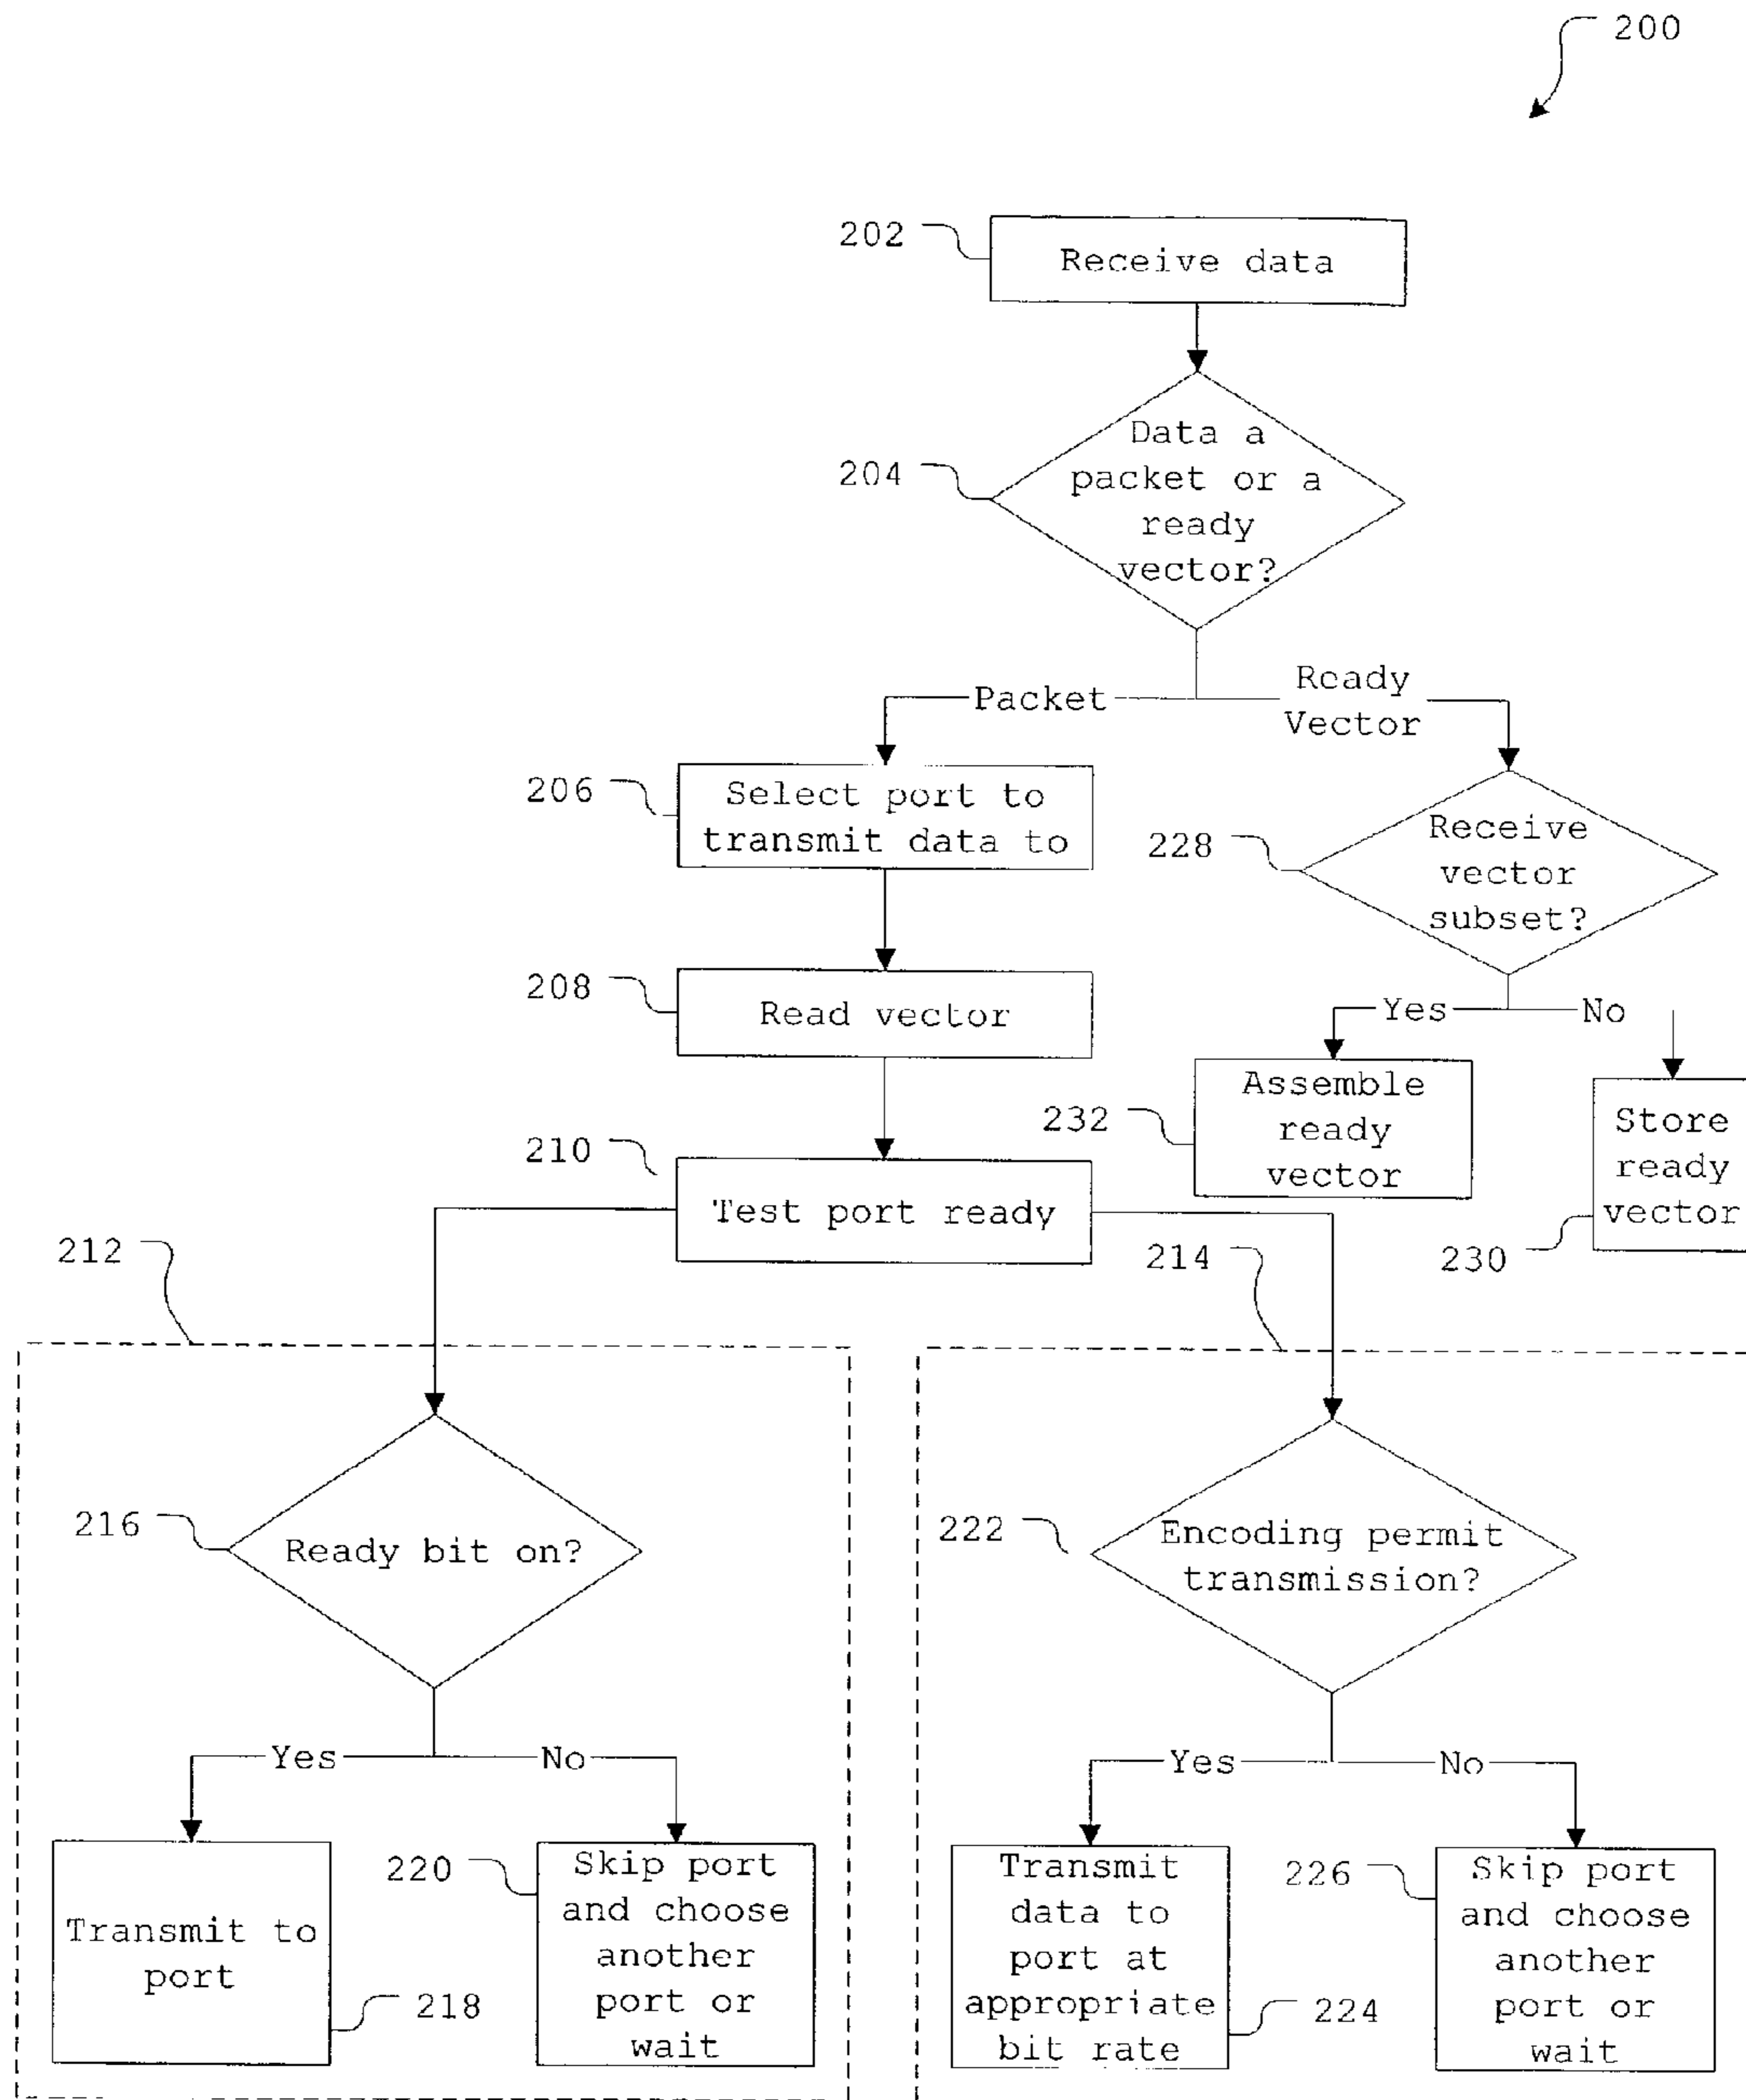 200
202
Receive data
204
Data a
packet or a
ready
vector?
Packet
Ready
Vector
206
Select port to
transmit data to
228
Receive
vector
subset?
208
Read vector
Yes
No
232
Assemble
ready
vector
Store
ready
vector
230
210
Test port ready
212
214
216
Ready bit on?
222
Encoding permit
transmission?
Yes
No
Yes
No
Transmit to
port
218
220
Skip port
and choose
another
port or
wait
Transmit
data to
port at
appropriate
bit rate
224
226
Skip port
and choose
another
port or
wait